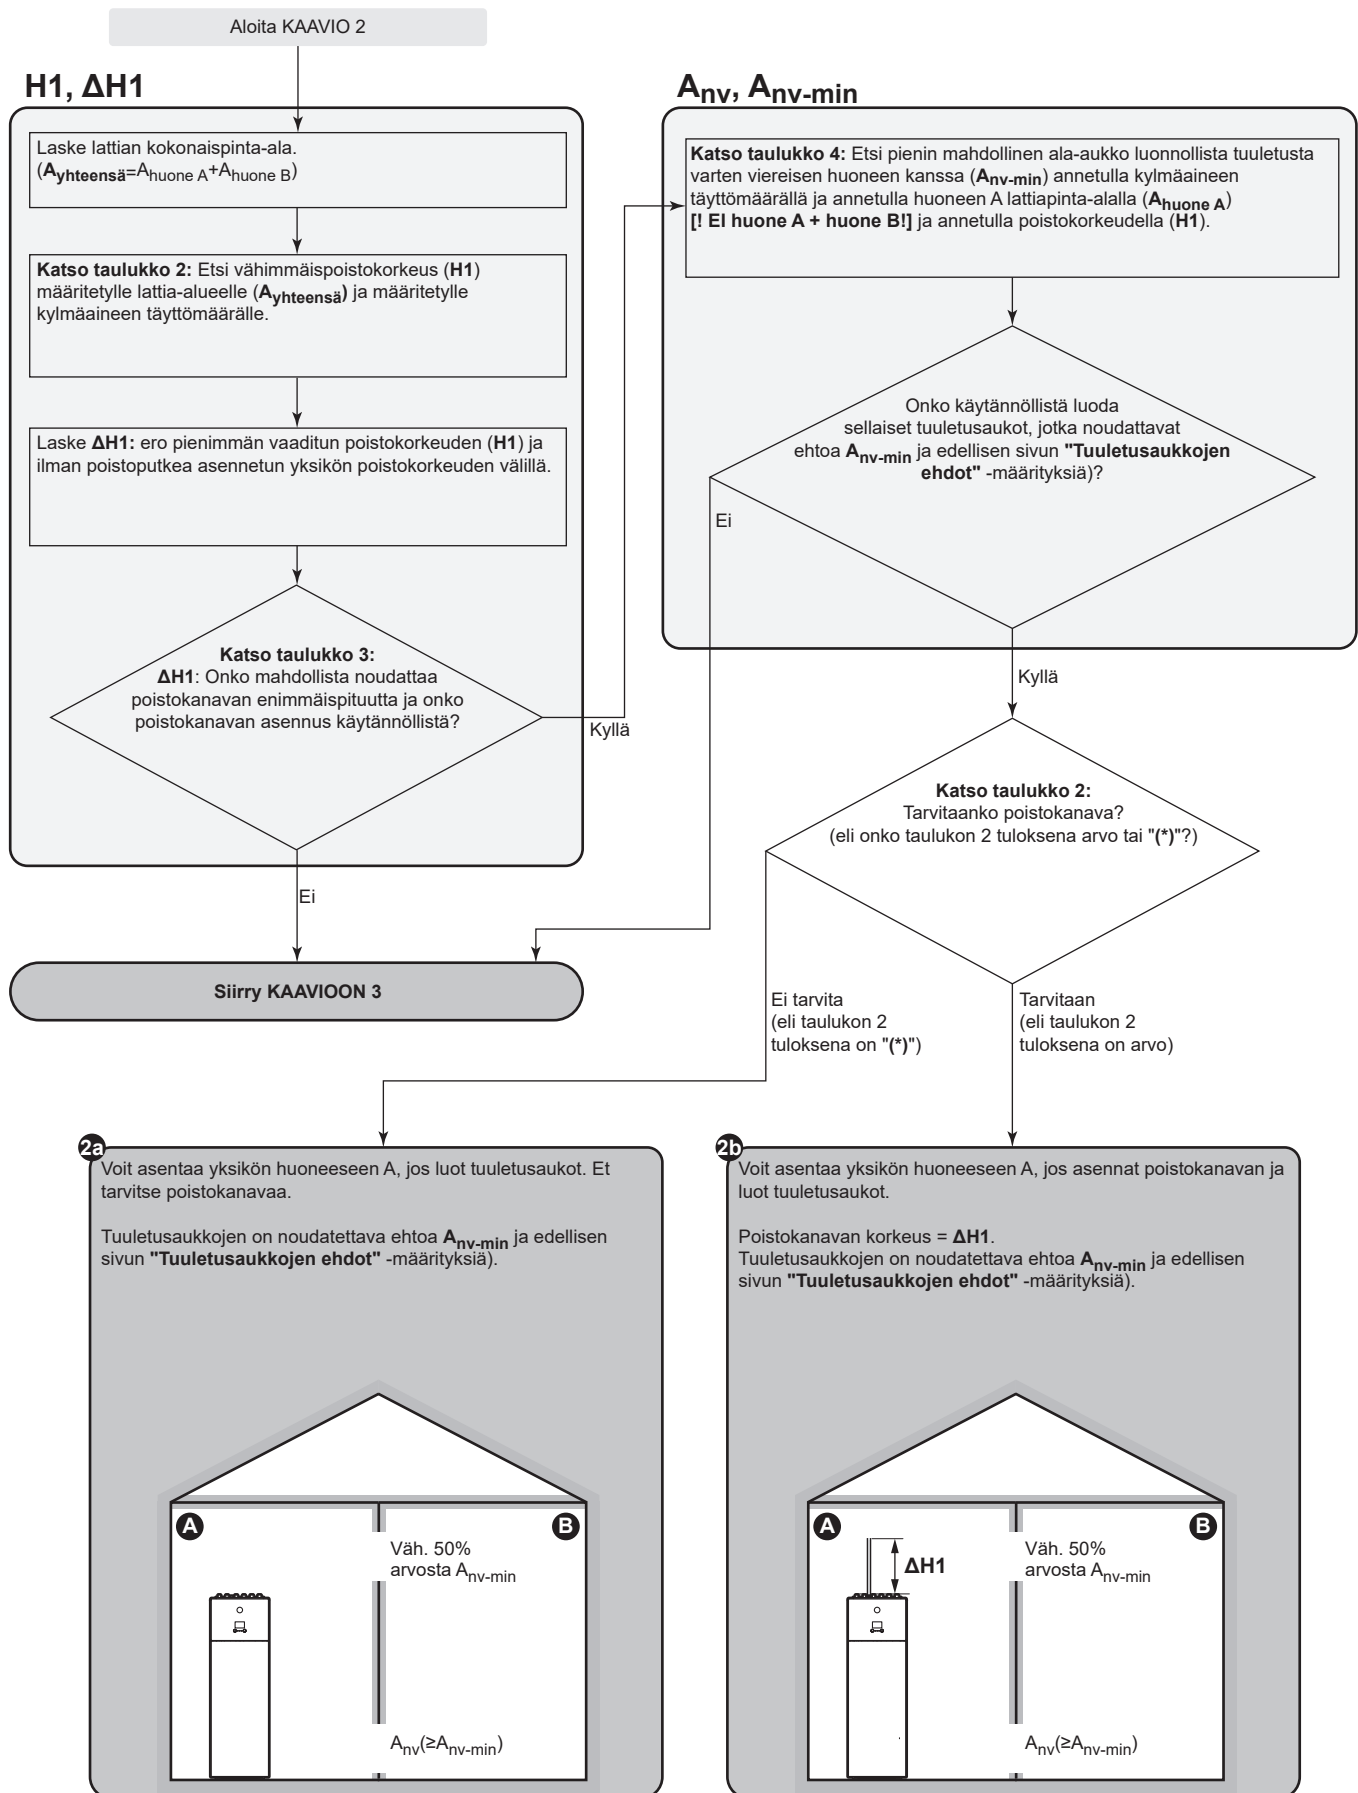 Aloita KAAVIO 2
H1, ΔH1
Laske lattian kokonaispinta-ala.
(Ayhteensä=Ahuone A+Ahuone B)
Katso taulukko 2: Etsi vähimmäispoistokorkeus (H1)
määritetylle lattia-alueelle (Ayhteensä) ja määritetylle
kylmäaineen täyttömäärälle.
Laske ΔH1: ero pienimmän vaaditun poistokorkeuden (H1) ja
ilman poistoputkea asennetun yksikön poistokorkeuden välillä.
Katso taulukko 3:
ΔH1: Onko mahdollista noudattaa
poistokanavan enimmäispituutta ja onko
poistokanavan asennus käytännöllistä?
Kyllä
Ei
Siirry KAAVIOON 3
Anv, Anv-min
Katso taulukko 4: Etsi pienin mahdollinen ala-aukko luonnollista tuuletusta
varten viereisen huoneen kanssa (Anv-min) annetulla kylmäaineen
täyttömäärällä ja annetulla huoneen A lattiapinta-alalla (Ahuone A)
[! EI huone A + huone B!] ja annetulla poistokorkeudella (H1).
Onko käytännöllistä luoda
sellaiset tuuletusaukot, jotka noudattavat
ehtoa Anv-min ja edellisen sivun "Tuuletusaukkojen
ehdot" -määrityksiä)?
Ei
Kyllä
Katso taulukko 2:
Tarvitaanko poistokanava?
(eli onko taulukon 2 tuloksena arvo tai "(*)"?)
Ei tarvita
(eli taulukon 2
tuloksena on "(*)")
Tarvitaan
(eli taulukon 2
tuloksena on arvo)
2a
Voit asentaa yksikön huoneeseen A, jos luot tuuletusaukot. Et
tarvitse poistokanavaa.
Tuuletusaukkojen on noudatettava ehtoa Anv-min ja edellisen
sivun "Tuuletusaukkojen ehdot" -määrityksiä).
A
B
Väh. 50%
arvosta Anv-min
Anv(≥Anv-min)
2b
Voit asentaa yksikön huoneeseen A, jos asennat poistokanavan ja
luot tuuletusaukot.
Poistokanavan korkeus = ΔH1.
Tuuletusaukkojen on noudatettava ehtoa Anv-min ja edellisen
sivun "Tuuletusaukkojen ehdot" -määrityksiä).
A
B
ΔH1
Väh. 50%
arvosta Anv-min
Anv(≥Anv-min)